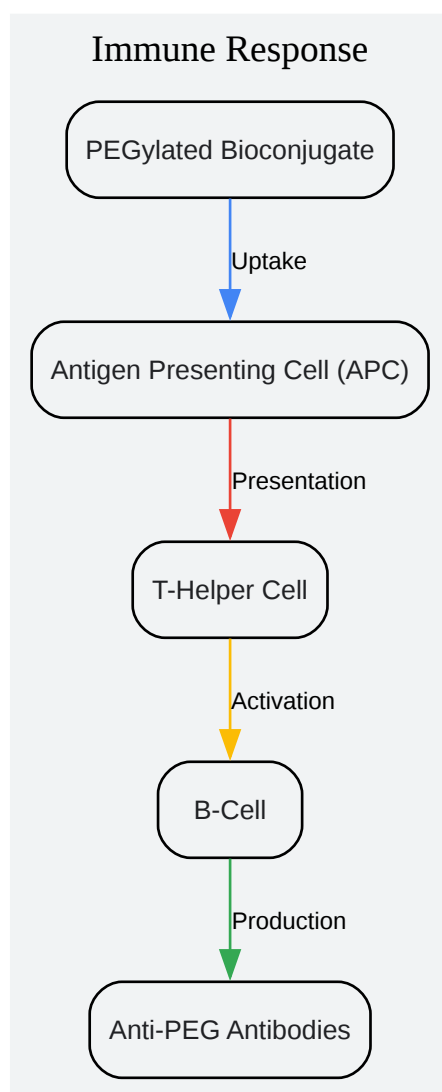 Immune Response
PEGylated Bioconjugate
Uptake
Antigen Presenting Cell (APC)
Presentation
T-Helper Cell
Activation
B-Cell
Production
Anti-PEG Antibodies